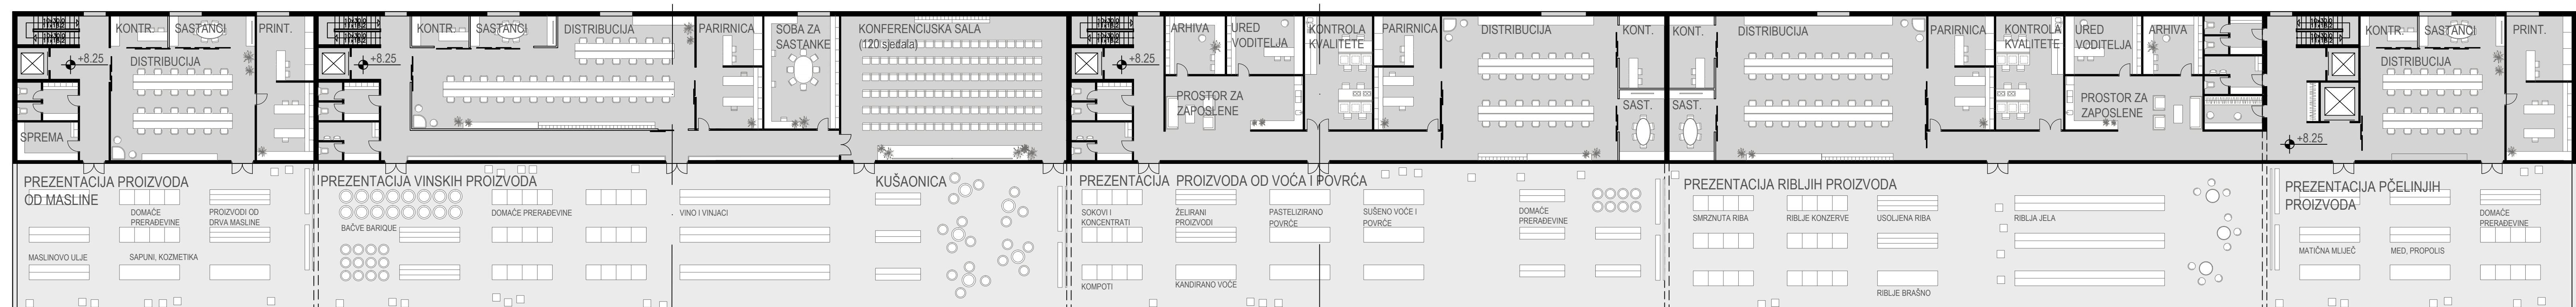 KONTR.
SASTANCI
PRINT.
+8.25
DISTRIBUCIJA
SPREMA
KONTR.
SASTANCI
DISTRIBUCIJA
PARIRNICA
SOBA ZA
SASTANKE
KONFERENCIJSKA SALA
(120 sjedala)
+8.25
ARHIVA
URED
VODITELJA
KONTROLA
KVALITETE
PARIRNICA
DISTRIBUCIJA
KONT.
+8.25
PROSTOR ZA
ZAPOSLENE
SAST.
KONT.
DISTRIBUCIJA
PARIRNICA
KONTROLA
KVALITETE
URED
VODITELJA
ARHIVA
SAST.
PROSTOR ZA
ZAPOSLENE
KONTR.
SASTANCI
PRINT.
DISTRIBUCIJA
+8.25
PREZENTACIJA PROIZVODA
OD MASLINE
DOMAĆE
PRERAĐEVINE
PROIZVODI OD
DRVA MASLINE
MASLINOVO ULJE
SAPUNI, KOZMETIKA
PREZENTACIJA VINSKIH PROIZVODA
KUŠAONICA
BAČVE BARIQUE
DOMAĆE PRERAĐEVINE
VINO I VINJACI
PREZENTACIJA PROIZVODA OD VOĆA I POVRĆA
SOKOVI I
KONCENTRATI
ŽELIRANI
PROIZVODI
PASTELIZIRANO
POVRĆE
SUŠENO VOĆE I
POVRĆE
DOMAĆE
PRERAĐEVINE
KOMPOTI
KANDIRANO VOĆE
PREZENTACIJA RIBLJIH PROIZVODA
SMRZNUTA RIBA
RIBLJE KONZERVE
USOLJENA RIBA
RIBLJA JELA
RIBLJE BRAŠNO
PREZENTACIJA PČELINJIH
PROIZVODA
DOMAĆE
PRERAĐEVINE
MATIČNA MLIJEČ
MED, PROPOLIS